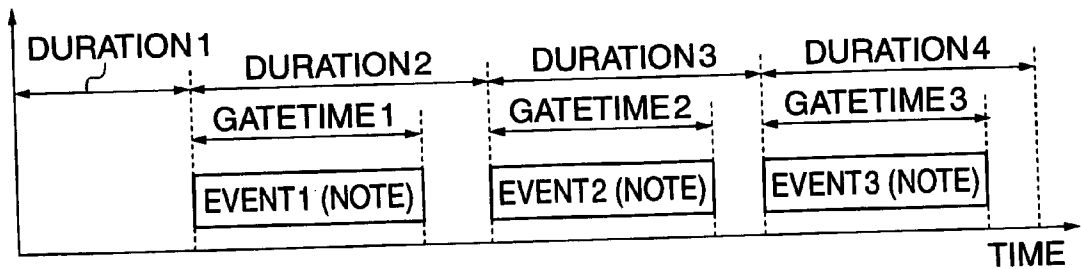 DURATION1
DURATION2
DURATION3
DURATION4
GATETIME1
GATETIME2
GATETIME3
EVENT1 (NOTE)
EVENT2 (NOTE)
EVENT3 (NOTE)
TIME